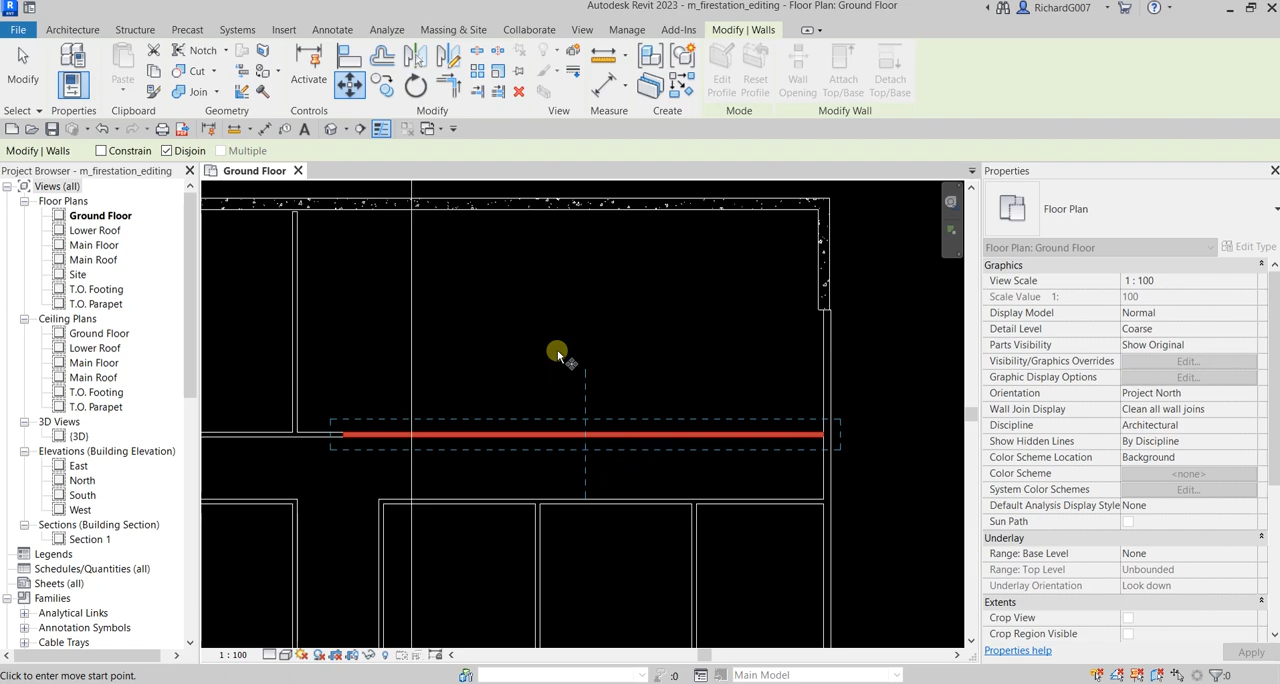 Autodesk Revit 2023 - m_firestation_editing - Floor Plan: Ground Floor
RichardG007
File Architecture Structure Precast Systems Insert Annotate Analyze Massing & Site Collaborate View Manage Add-Ins Modify | Walls
Modify Paste Notch Cut Join Activate Edit Profile Reset Profile Wall Opening Attach Top/Base Detach Top/Base
Select Properties Clipboard Geometry Controls Modify View Measure Create Mode Modify Wall
Modify | Walls Constrain Disjoin Multiple
Project Browser - m_firestation_editing
Ground Floor
Properties
Views (all)
Floor Plans
Ground Floor
Lower Roof
Main Floor
Main Roof
Site
T.O. Footing
T.O. Parapet
Ceiling Plans
Ground Floor
Lower Roof
Main Floor
Main Roof
T.O. Footing
T.O. Parapet
3D Views
{3D}
Elevations (Building Elevation)
East
North
South
West
Sections (Building Section)
Section 1
Legends
Schedules/Quantities (all)
Sheets (all)
Families
Analytical Links
Annotation Symbols
Cable Trays
Floor Plan
Floor Plan: Ground Floor Edit Type
Graphics
View Scale 1 : 100
Scale Value 1: 100
Display Model Normal
Detail Level Coarse
Parts Visibility Show Original
Visibility/Graphics Overrides Edit...
Graphic Display Options Edit...
Orientation Project North
Wall Join Display Clean all wall joins
Discipline Architectural
Show Hidden Lines By Discipline
Color Scheme Location Background
Color Scheme <none>
System Color Schemes Edit...
Default Analysis Display Style None
Sun Path
Underlay
Range: Base Level None
Range: Top Level Unbounded
Underlay Orientation Look down
Extents
Crop View
Crop Region Visible
Properties help Apply
1 : 100
Click to enter move start point. :0 Main Model :0